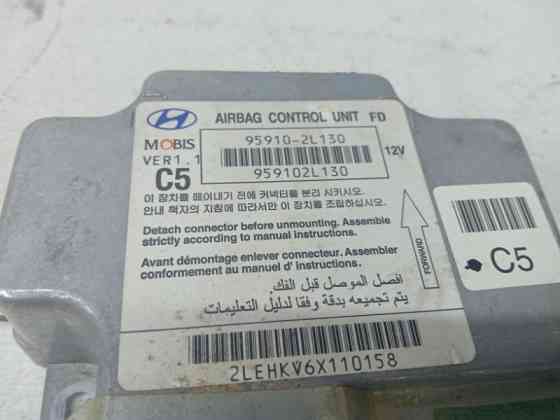 AIRBAG CONTROL UNIT FD
MOBIS
95910-2L130
VER1.1
959102L130
12V
C5
이 장치를 떼어내기 전에 커넥터를 분리 시키시오.
안내 책자의 지침에 따라서만 이 장치를 조립하십시오.
Detach connector before unmounting. Assemble
strictly according to manual instructions.
Avant démontage enlever connecteur. Assembler
conformement au manuel d' instructions.
افصل الموصل قبل الفك.
يتم تجميعه بدقة وفقا لدليل التعليمات.
FORWARD
C5
2LEHKV6X110158